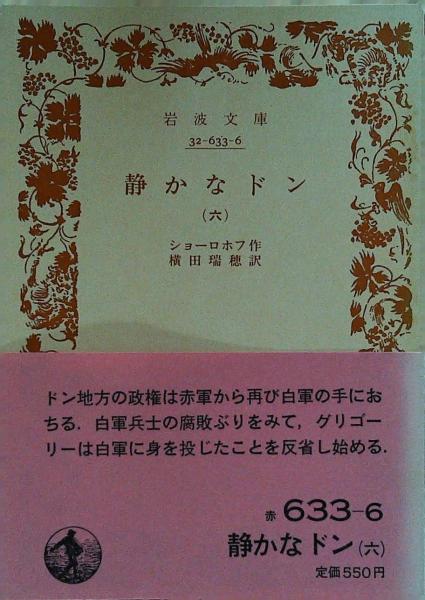 岩波文庫
32-633-6
静かなドン
(六)
ショーロホフ作
横田瑞穂訳
ドン地方の政権は赤軍から再び白軍の手にお
ちる．白軍兵士の腐敗ぶりをみて，グリゴー
リーは白軍に身を投じたことを反省し始める．
赤 633-6
静かなドン(六)
定価550円